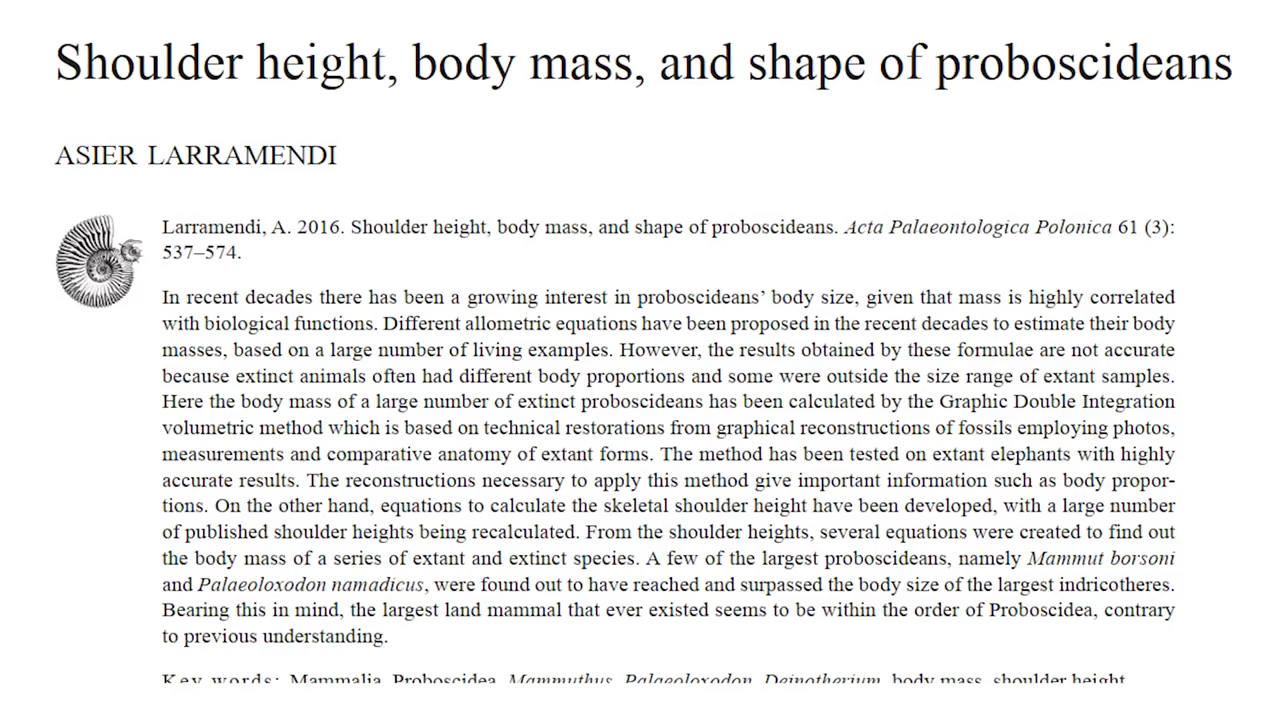 Shoulder height, body mass, and shape of proboscideans
ASIER LARRAMENDI
Larramendi, A. 2016. Shoulder height, body mass, and shape of proboscideans. Acta Palaeontologica Polonica 61 (3):
537–574.
In recent decades there has been a growing interest in proboscideans’ body size, given that mass is highly correlated
with biological functions. Different allometric equations have been proposed in the recent decades to estimate their body
masses, based on a large number of living examples. However, the results obtained by these formulae are not accurate
because extinct animals often had different body proportions and some were outside the size range of extant samples.
Here the body mass of a large number of extinct proboscideans has been calculated by the Graphic Double Integration
volumetric method which is based on technical restorations from graphical reconstructions of fossils employing photos,
measurements and comparative anatomy of extant forms. The method has been tested on extant elephants with highly
accurate results. The reconstructions necessary to apply this method give important information such as body propor-
tions. On the other hand, equations to calculate the skeletal shoulder height have been developed, with a large number
of published shoulder heights being recalculated. From the shoulder heights, several equations were created to find out
the body mass of a series of extant and extinct species. A few of the largest proboscideans, namely Mammut borsoni
and Palaeoloxodon namadicus, were found out to have reached and surpassed the body size of the largest indricotheres.
Bearing this in mind, the largest land mammal that ever existed seems to be within the order of Proboscidea, contrary
to previous understanding.
Key words: Mammalia, Proboscidea, Mammuthus, Palaeoloxodon, Deinotherium, body mass, shoulder height